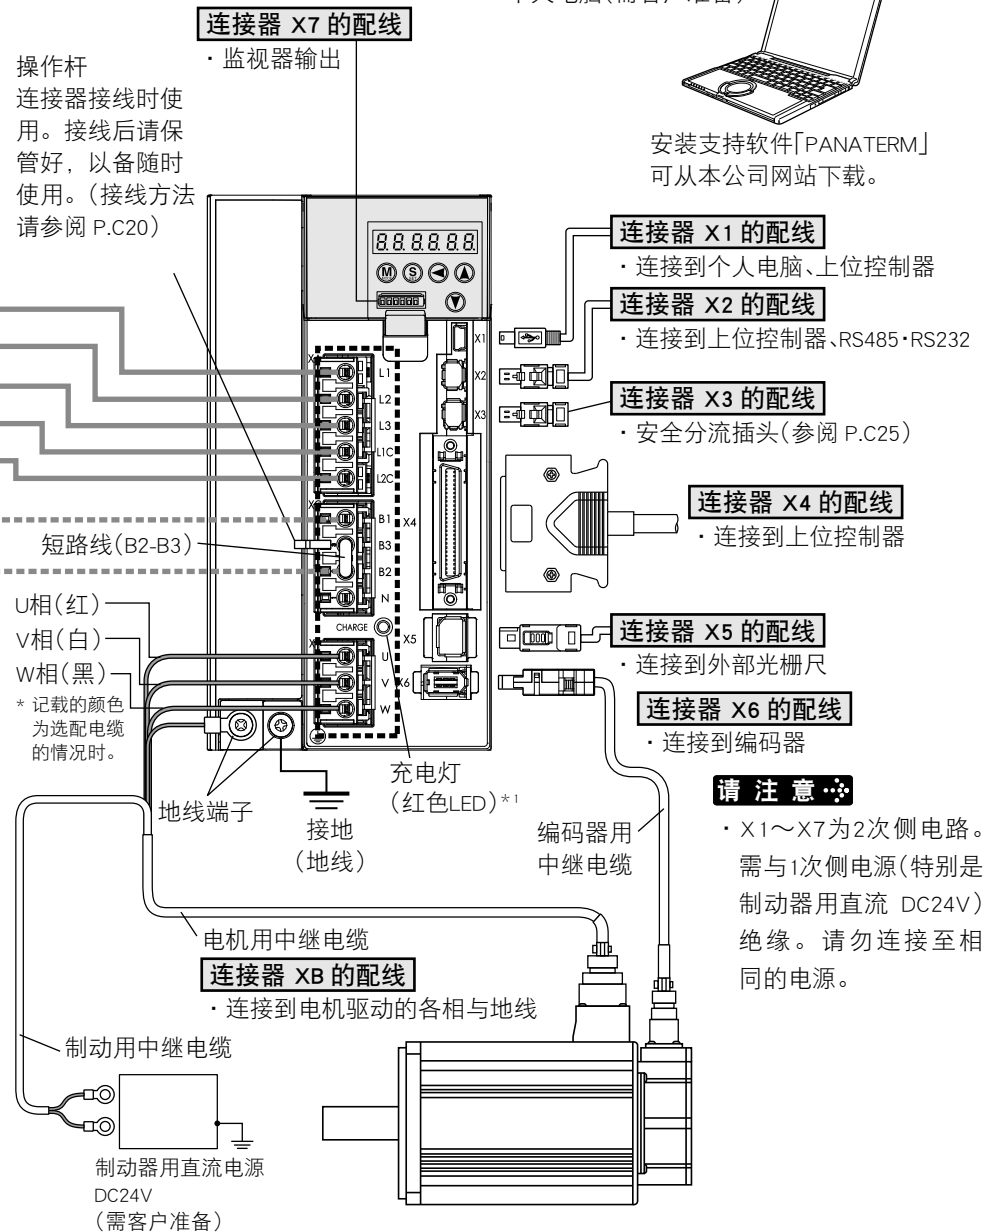 连接器 X7 的配线
· 监视器输出
操作杆
连接器接线时使
用。接线后请保
管好，以备随时
使用。（接线方法
请参阅 P.C20）
安装支持软件「PANATERM」
可从本公司网站下载。
8.8.8.8.8.8.
M
S
连接器 X1 的配线
· 连接到个人电脑、上位控制器
连接器 X2 的配线
· 连接到上位控制器、RS485・RS232
连接器 X3 的配线
· 安全分流插头（参阅 P.C25）
连接器 X4 的配线
· 连接到上位控制器
X1
X2
X3
X4
X5
X6
L1
L2
L3
L1C
L2C
B1
B3
B2
N
CHARGE
U
V
W
短路线（B2-B3）
U相（红）
V相（白）
W相（黑）
* 记载的颜色
为选配电缆
的情况时。
连接器 X5 的配线
· 连接到外部光栅尺
连接器 X6 的配线
· 连接到编码器
地线端子
接地
（地线）
充电灯
（红色LED）*1
编码器用
中继电缆
请 注 意
· X1～X7为2次侧电路。
需与1次侧电源（特别是
制动器用直流 DC24V）
绝缘。请勿连接至相
同的电源。
电机用中继电缆
连接器 XB 的配线
· 连接到电机驱动的各相与地线
制动用中继电缆
制动器用直流电源
DC24V
（需客户准备）